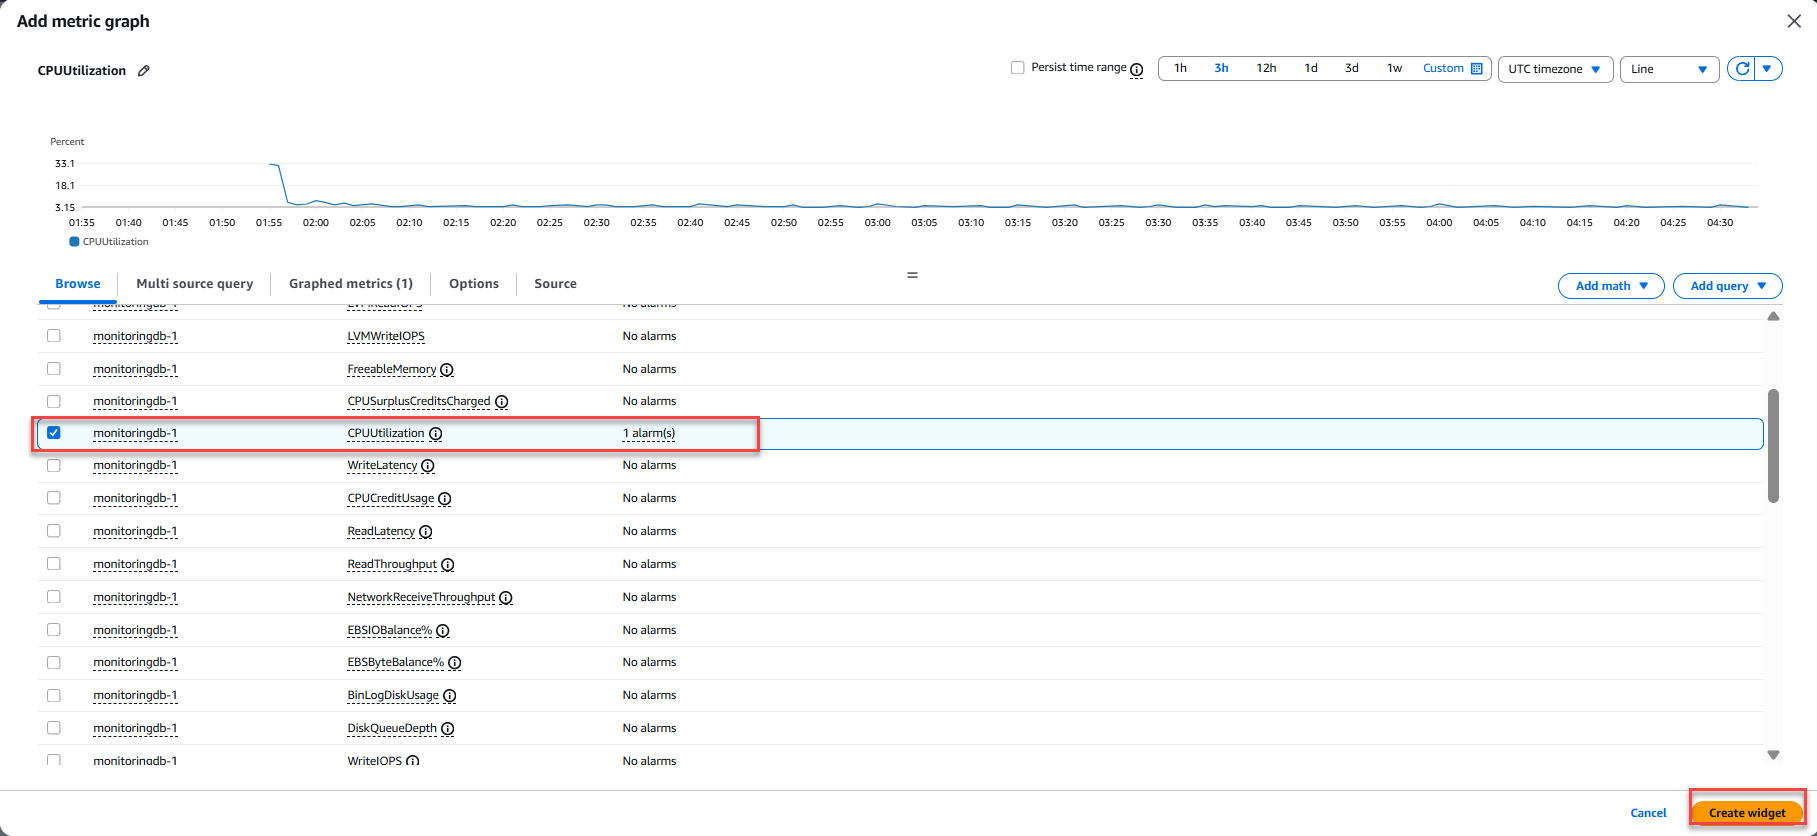 Add metric graph
CPUUtilization
Persist time range
1h 3h 12h 1d 3d 1w Custom
UTC timezone
Line
Percent
33.1
18.1
3.15
01:35 01:40 01:45 01:50 01:55 02:00 02:05 02:10 02:15 02:20 02:25 02:30 02:35 02:40 02:45 02:50 02:55 03:00 03:05 03:10 03:15 03:20 03:25 03:30 03:35 03:40 03:45 03:50 03:55 04:00 04:05 04:10 04:15 04:20 04:25 04:30
CPUUtilization
Browse Multi source query Graphed metrics (1) Options Source Add math Add query
monitoringdb-1 LVMReadIOPS No alarms
monitoringdb-1 LVMWriteIOPS No alarms
monitoringdb-1 FreeableMemory No alarms
monitoringdb-1 CPUSurplusCreditsCharged No alarms
monitoringdb-1 CPUUtilization 1 alarm(s)
monitoringdb-1 WriteLatency No alarms
monitoringdb-1 CPUCreditUsage No alarms
monitoringdb-1 ReadLatency No alarms
monitoringdb-1 ReadThroughput No alarms
monitoringdb-1 NetworkReceiveThroughput No alarms
monitoringdb-1 EBSIOBalance% No alarms
monitoringdb-1 EBSByteBalance% No alarms
monitoringdb-1 BinLogDiskUsage No alarms
monitoringdb-1 DiskQueueDepth No alarms
monitoringdb-1 WriteIOPS No alarms
Cancel Create widget